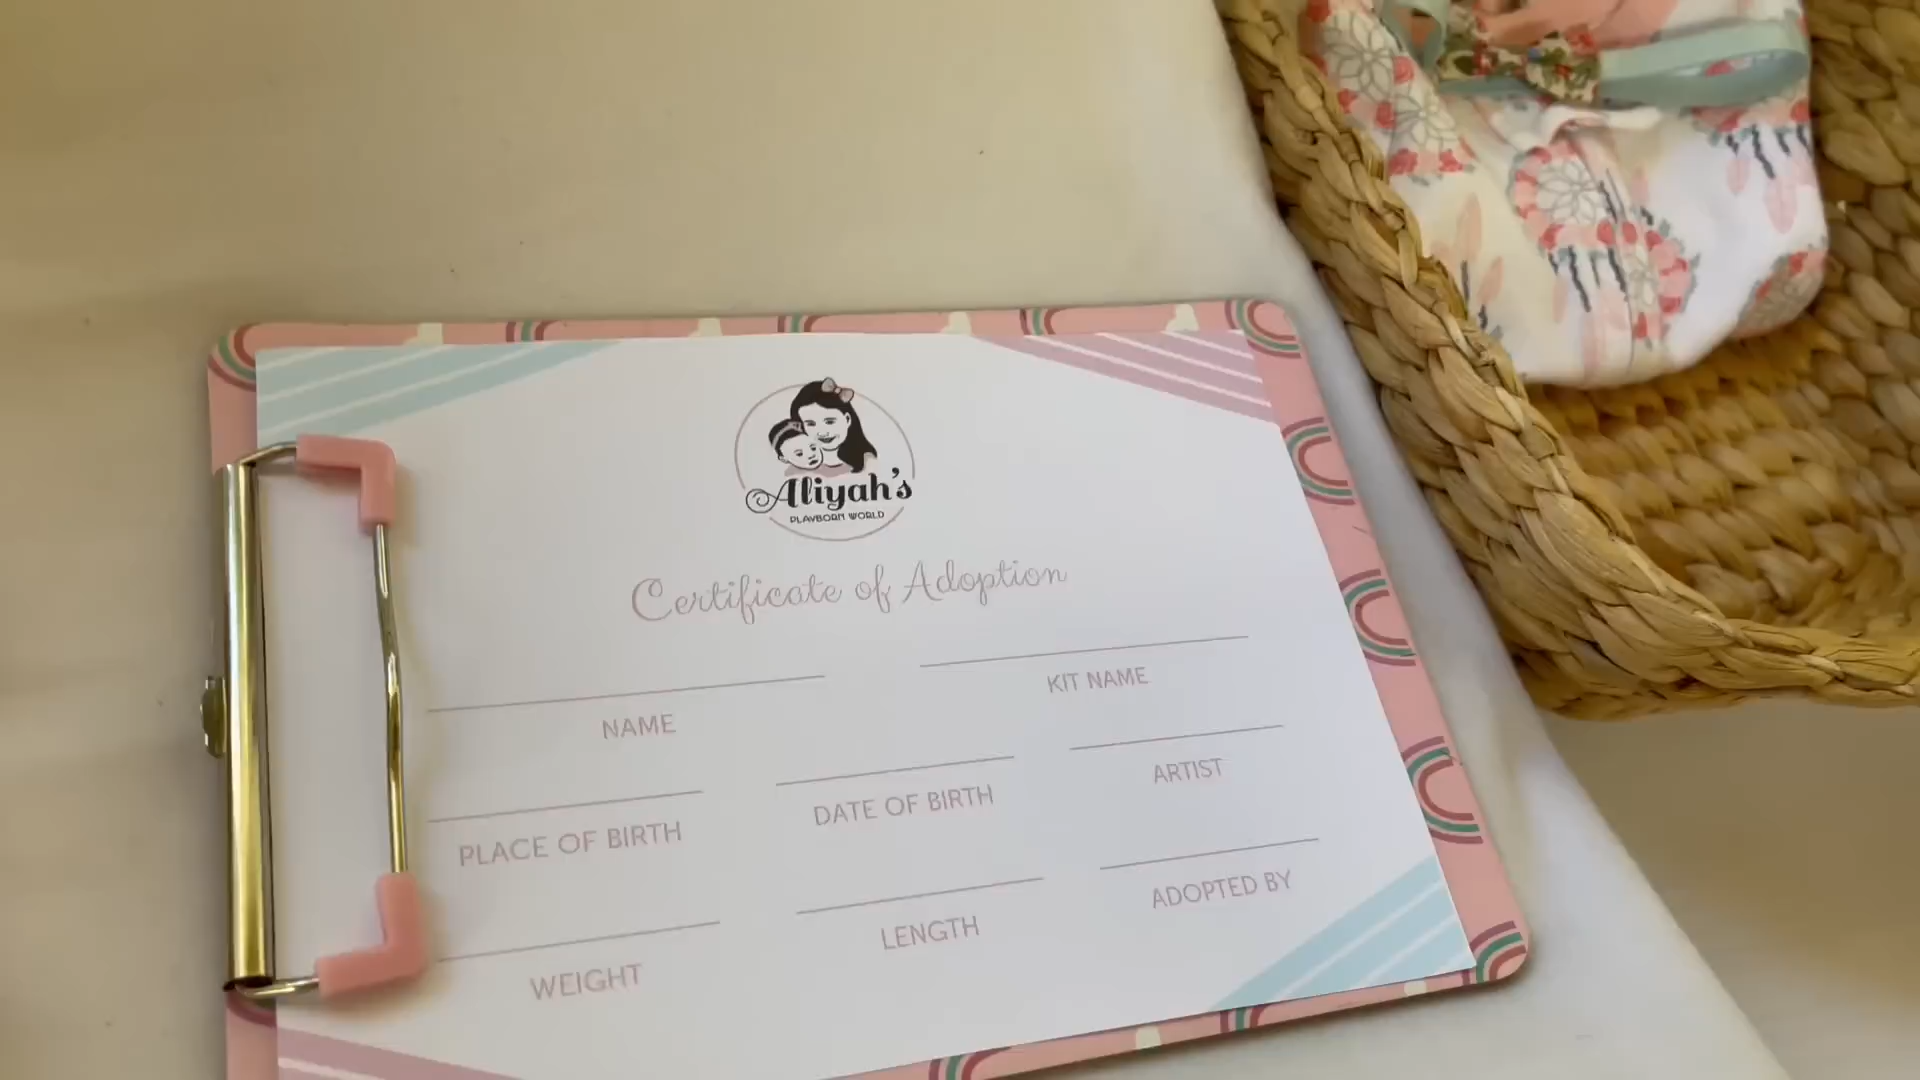 Aliyah's
PLAYBORN WORLD
Certificate of Adoption
NAME
KIT NAME
PLACE OF BIRTH
DATE OF BIRTH
ARTIST
WEIGHT
LENGTH
ADOPTED BY